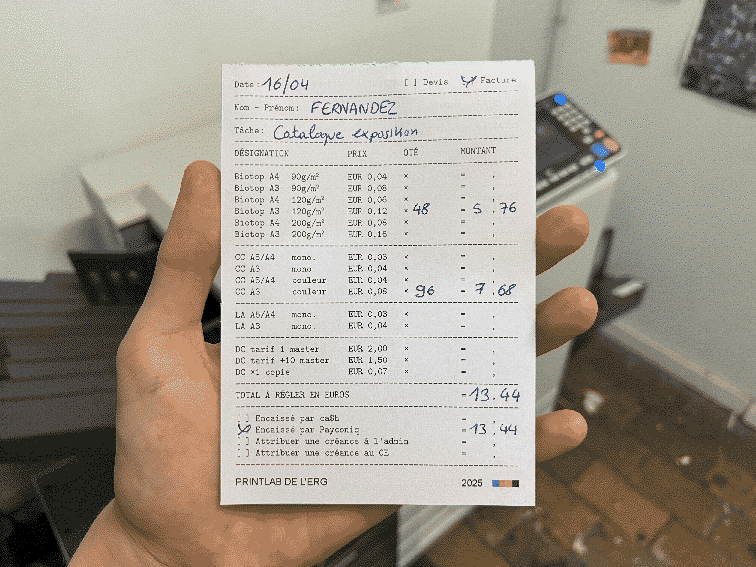 Date: 16/04 [ ] Devis [x] Facture
Nom - Prénom: FERNANDEZ
Tâche: Catalogue exposition
DÉSIGNATION PRIX QTÉ MONTANT
Biotop A4 90g/m² EUR 0,04 × = ,
Biotop A3 90g/m² EUR 0,08 × = ,
Biotop A4 120g/m² EUR 0,06 × = ,
Biotop A3 120g/m² EUR 0,12 × 48 = 5,76
Biotop A4 200g/m² EUR 0,08 × = ,
Biotop A3 200g/m² EUR 0,16 × = ,
CC A5/A4 mono. EUR 0,03 × = ,
CC A3 mono EUR 0,04 × = ,
CC A5/A4 couleur EUR 0,04 × = ,
CC A3 couleur EUR 0,08 × 96 = 7,68
LA A5/A4 mono. EUR 0,03 × = ,
LA A3 mono. EUR 0,04 × = ,
DC tarif 1 master EUR 2,00 × = ,
DC tarif +10 master EUR 1,50 × = ,
DC ×1 copie EUR 0,07 × = ,
TOTAL À RÉGLER EN EUROS = 13,44
[ ] Encaissé par ca$h = ,
[x] Encaissé par Payconiq = 13,44
[ ] Attribuer une créance à l'admin = ,
[ ] Attribuer une créance au CE = ,
PRINTLAB DE L'ERG 2025